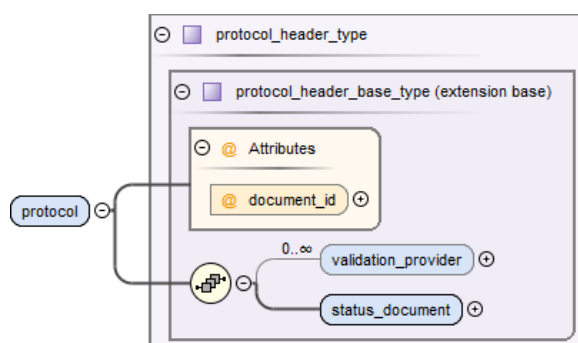 protocol_header_type
protocol_header_base_type (extension base)
@ Attributes
@ document_id
protocol
0..∞
validation_provider
status_document